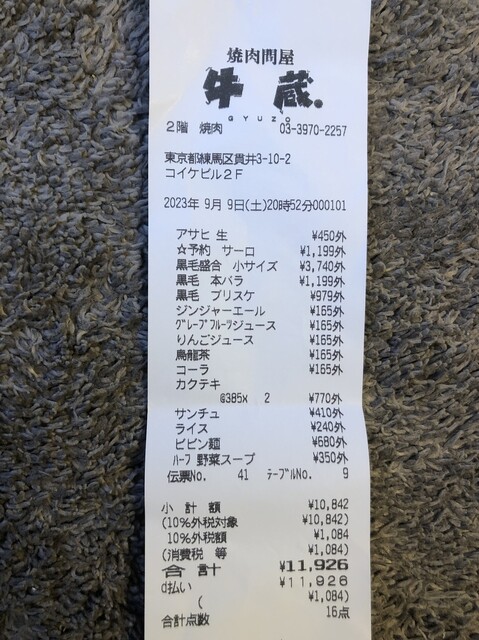 焼肉問屋
牛蔵。
GYUZO
2階 焼肉 03-3970-2257
東京都練馬区貫井3-10-2
コイケビル2F
2023年 9月 9日(土)20時52分000101
アサヒ 生 ¥450外
☆予約 サーロ ¥1,199外
黒毛盛合 小サイズ ¥3,740外
黒毛 本バラ ¥1,199外
黒毛 ブリスケ ¥979外
ジンジャーエール ¥165外
グレープフルーツジュース ¥165外
りんごジュース ¥165外
烏龍茶 ¥165外
コーラ ¥165外
カクテキ
@385x 2 ¥770外
サンチュ ¥410外
ライス ¥240外
ビビン麺 ¥680外
ハーフ 野菜スープ ¥350外
伝票No. 41 テーブルNo. 9
小 計 額 ¥10,842
(10%外税対象 ¥10,842)
10%外税額 ¥1,084
(消費税 等 ¥1,084)
合 計 ¥11,926
d払い ¥11,926
( ¥1,084)
合計点数 16点